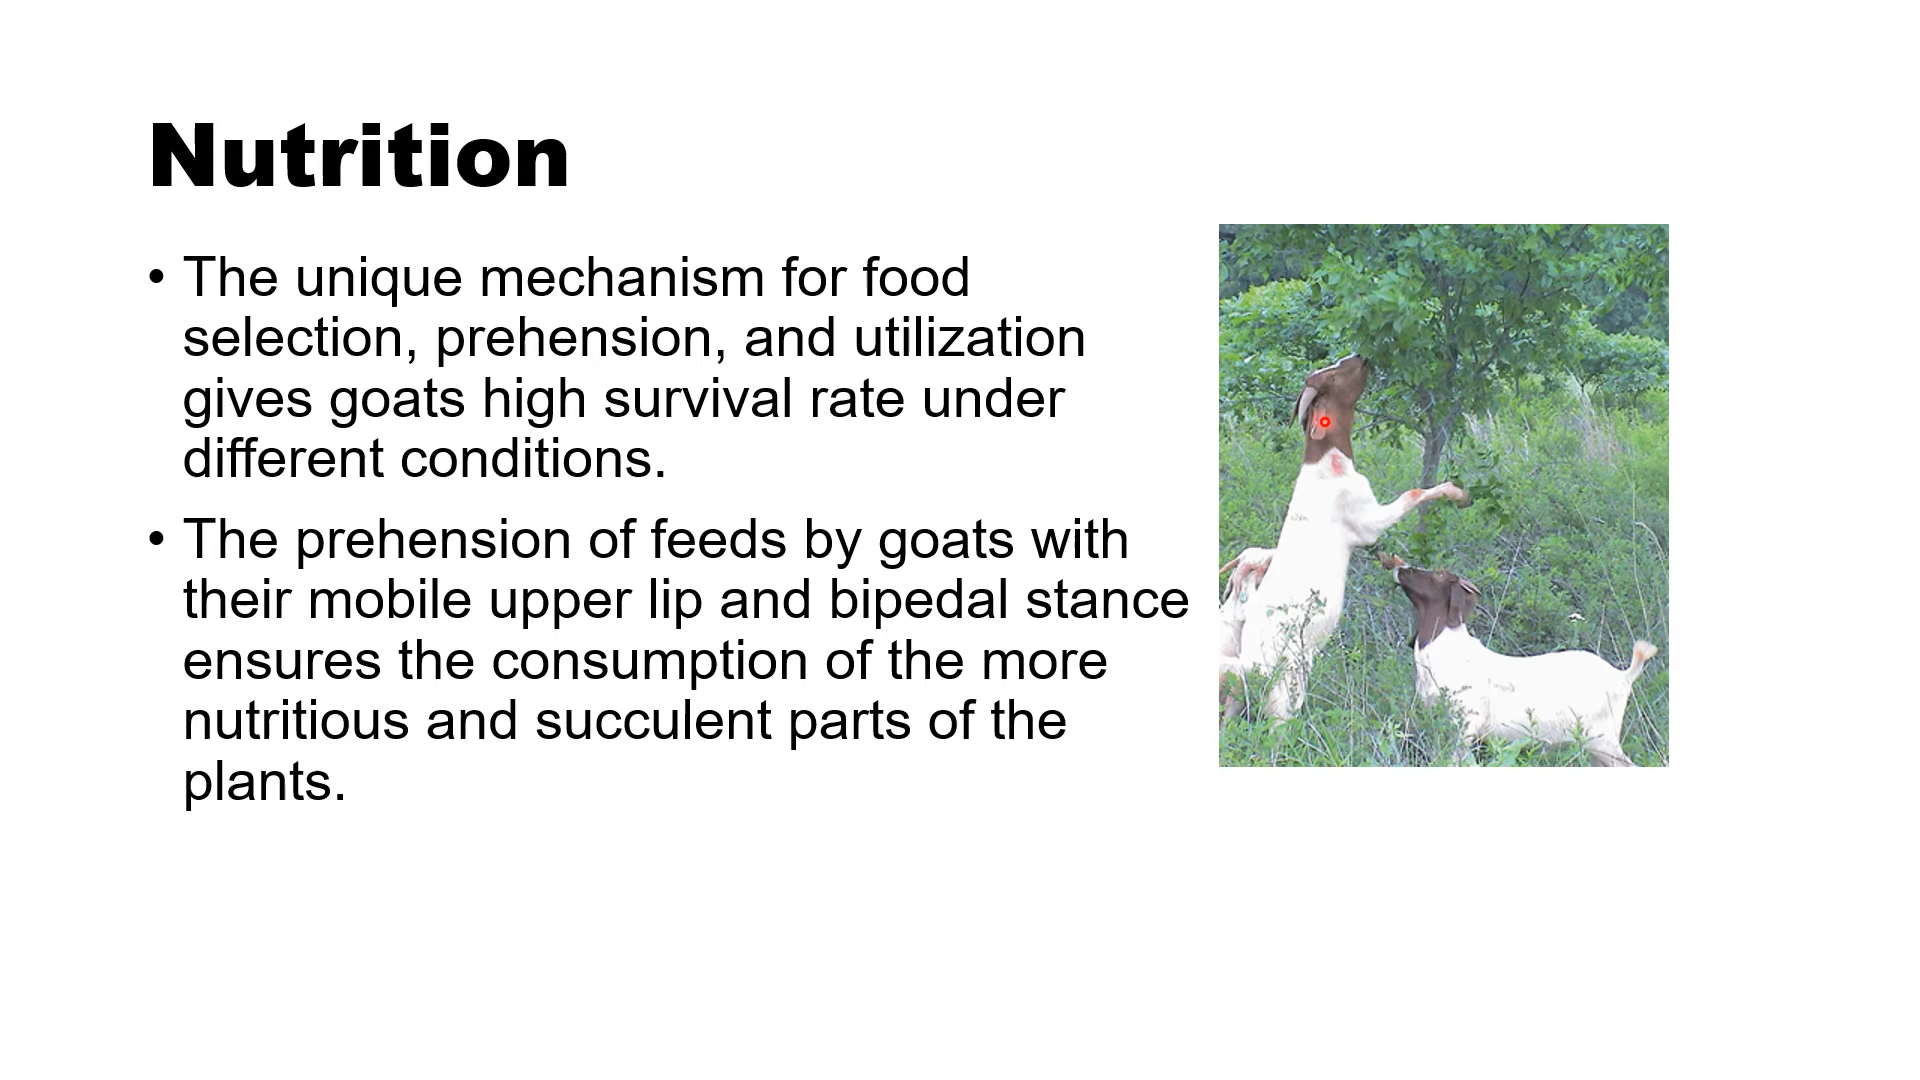 Nutrition
• The unique mechanism for food
selection, prehension, and utilization
gives goats high survival rate under
different conditions.
• The prehension of feeds by goats with
their mobile upper lip and bipedal stance
ensures the consumption of the more
nutritious and succulent parts of the
plants.